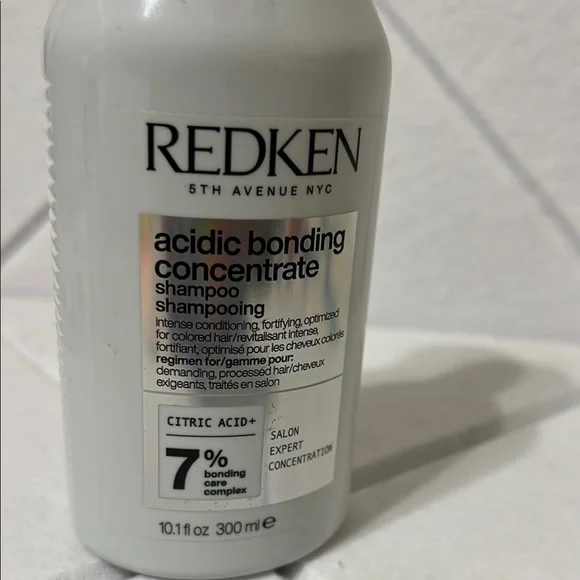 REDKEN
5TH AVENUE NYC
acidic bonding
concentrate
shampoo
shampooing
intense conditioning, fortifying, optimized
for colored hair/revitalisant intense,
fortifiant, optimisé pour les cheveux colorés
regimen for/gamme pour:
demanding, processed hair/cheveux
exigeants, traités en salon
CITRIC ACID+
7%
bonding
care
complex
SALON
EXPERT
CONCENTRATION
10.1 fl oz 300 ml e